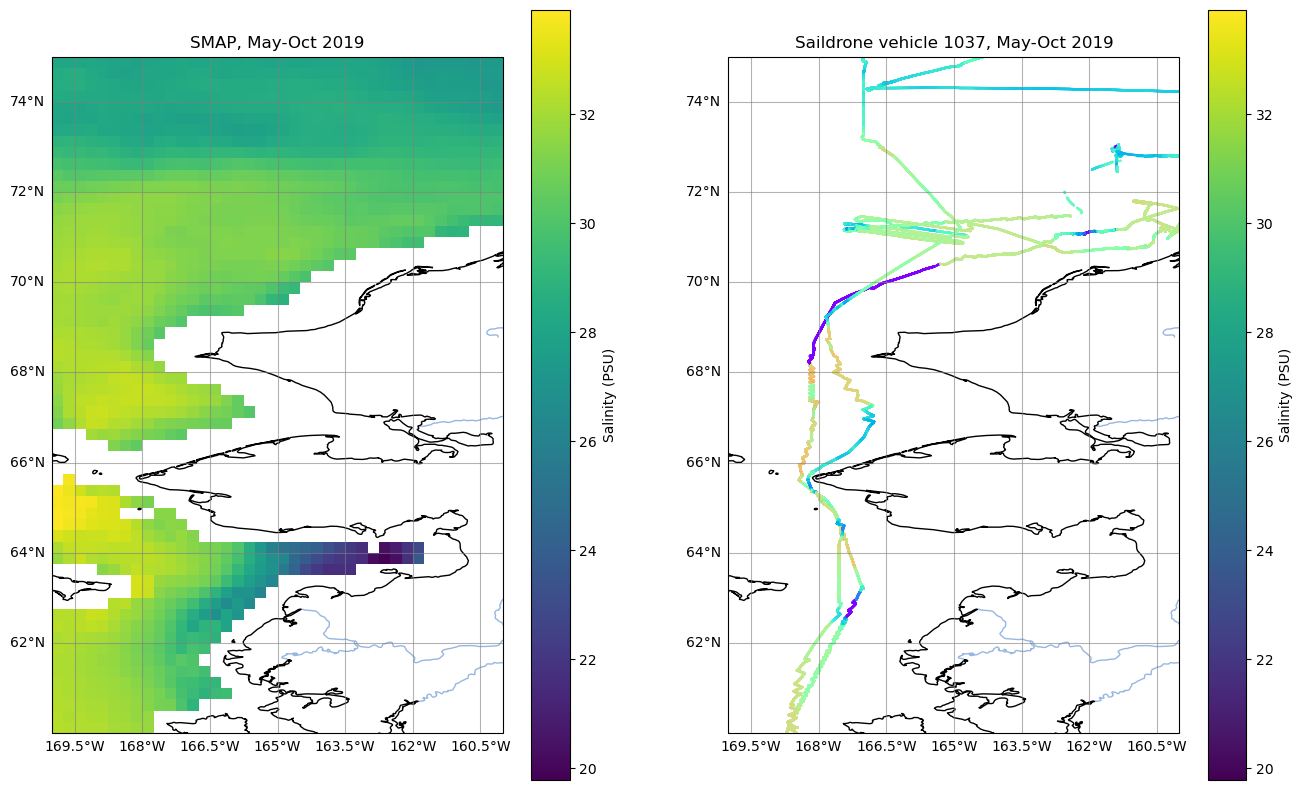 SMAP, May-Oct 2019
74°N
72°N
70°N
68°N
66°N
64°N
62°N
169.5°W 168°W 166.5°W 165°W 163.5°W 162°W 160.5°W
32
30
28
26
24
22
20
Salinity (PSU)
Saildrone vehicle 1037, May-Oct 2019
74°N
72°N
70°N
68°N
66°N
64°N
62°N
169.5°W 168°W 166.5°W 165°W 163.5°W 162°W 160.5°W
32
30
28
26
24
22
20
Salinity (PSU)